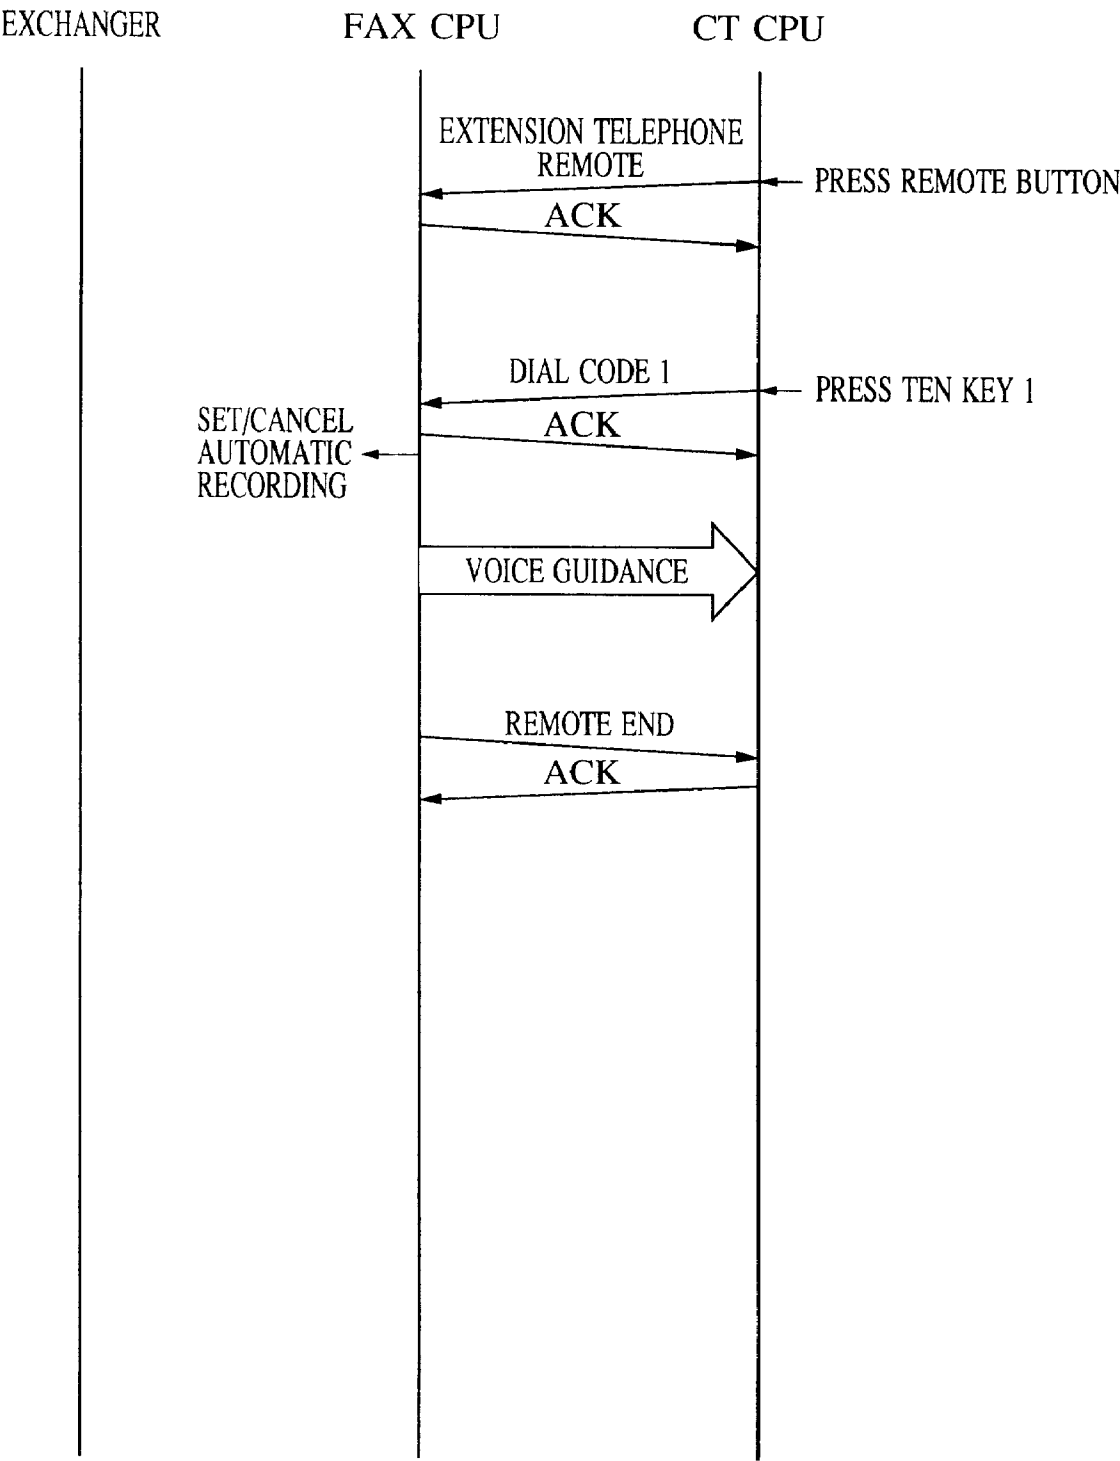 EXCHANGER
FAX CPU
CT CPU
EXTENSION TELEPHONE
REMOTE
PRESS REMOTE BUTTON
ACK
DIAL CODE 1
PRESS TEN KEY 1
ACK
SET/CANCEL
AUTOMATIC
RECORDING
VOICE GUIDANCE
REMOTE END
ACK